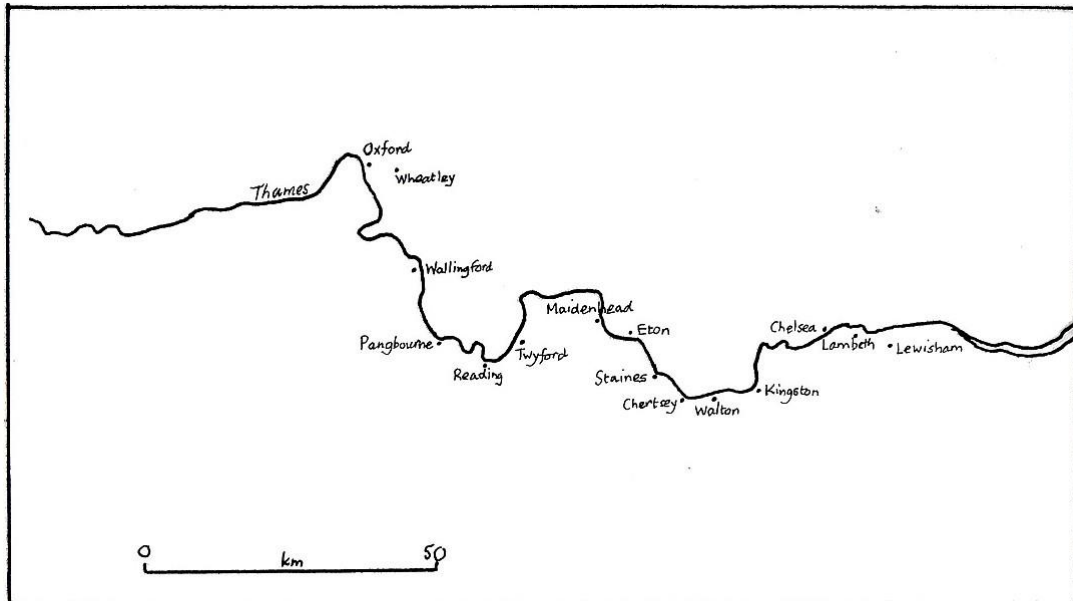 Oxford
Wheatley
Thames
Wallingford
Maidenhead
Eton
Chelsea
Pangbourne
Twyford
Lambeth
Lewisham
Reading
Staines
Kingston
Chertsey
Walton
0 50
km